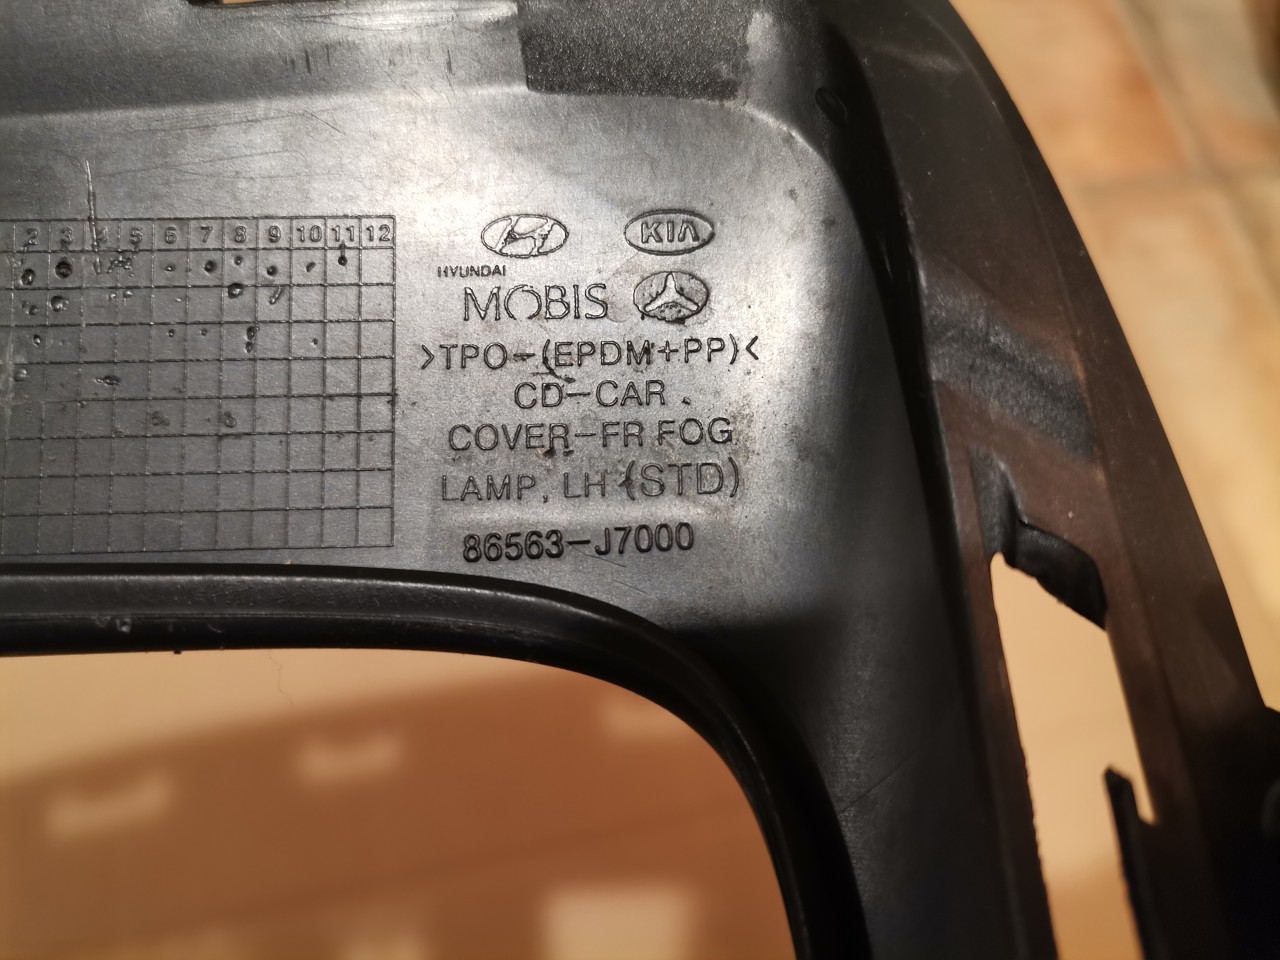 2 3 4 5 6 7 8 9 10 11 12
KIA
HYUNDAI
MOBIS
>TPO-(EPDM+PP)<
CD-CAR
COVER-FR FOG
LAMP, LH (STD)
86563-J7000